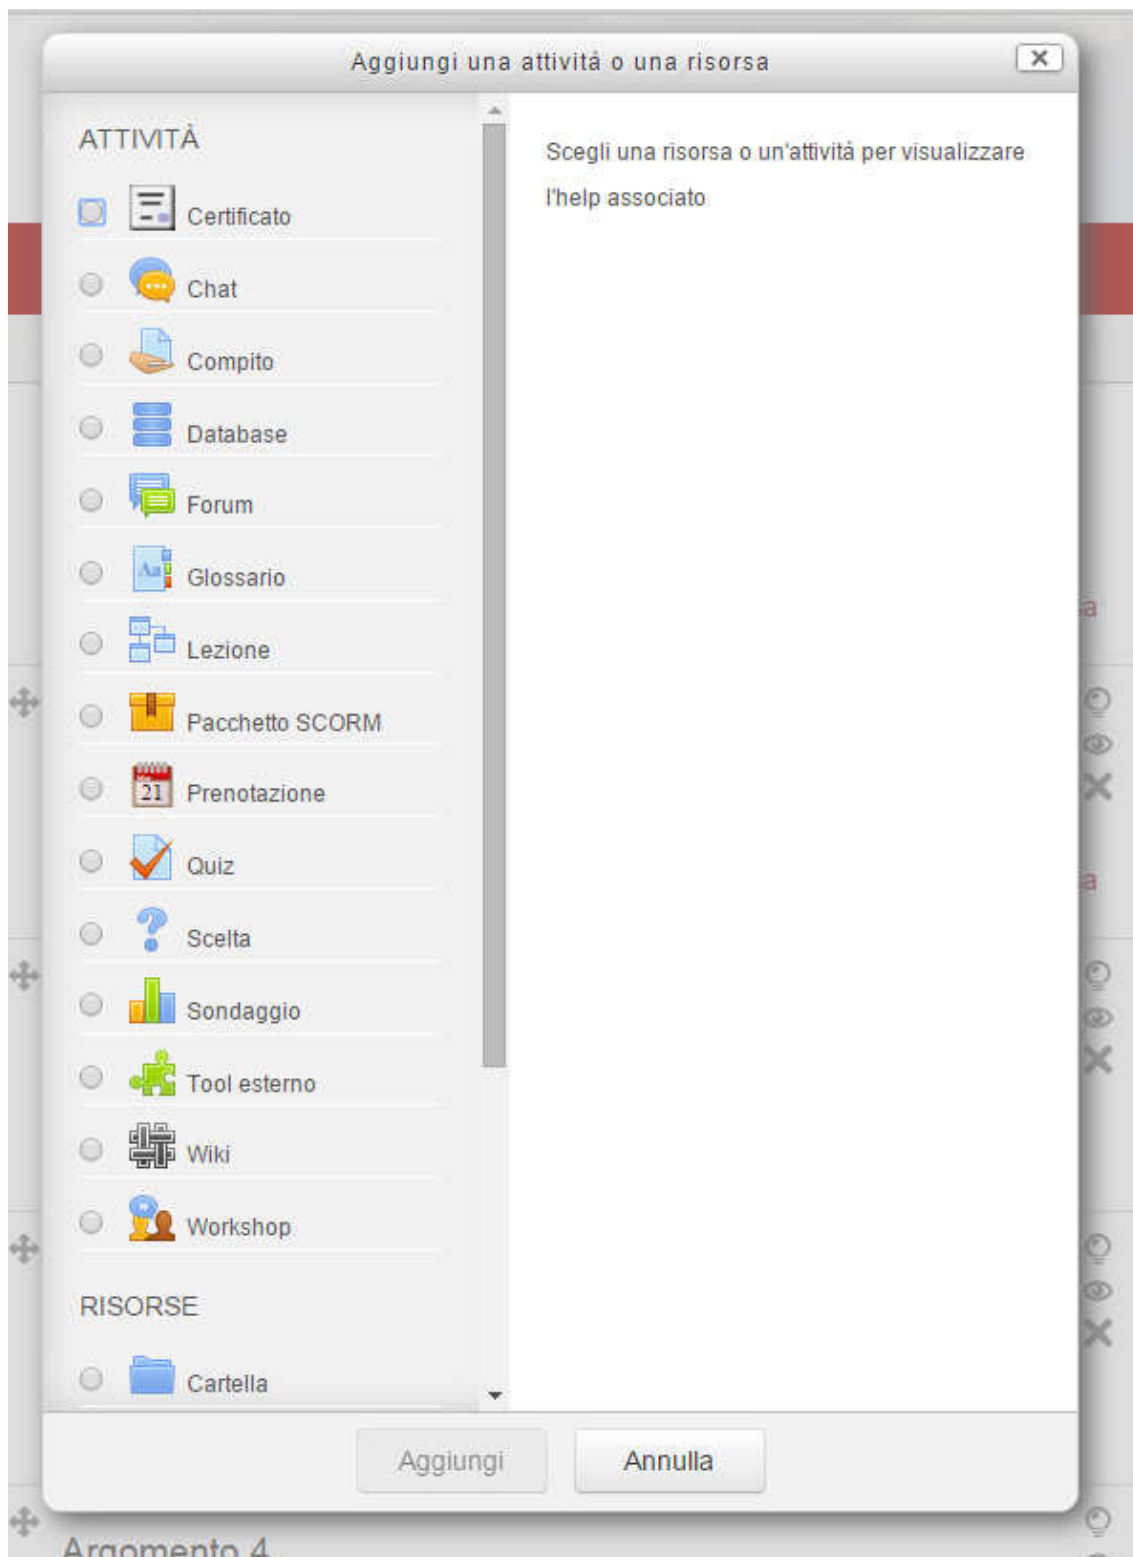 Aggiungi una attività o una risorsa
ATTIVITÀ
Certificato
Chat
Compito
Database
Forum
Glossario
Lezione
Pacchetto SCORM
Prenotazione
Quiz
Scelta
Sondaggio
Tool esterno
Wiki
Workshop
RISORSE
Cartella
Scegli una risorsa o un'attività per visualizzare
l'help associato
Aggiungi
Annulla
Argomento 4